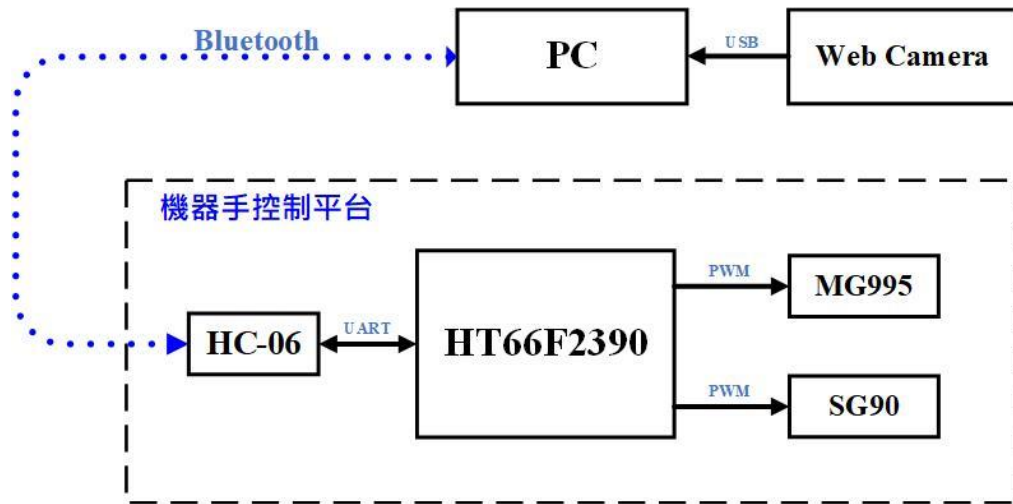 Bluetooth
PC
USB
Web Camera
機器手控制平台
HC-06
UART
HT66F2390
PWM
MG995
PWM
SG90